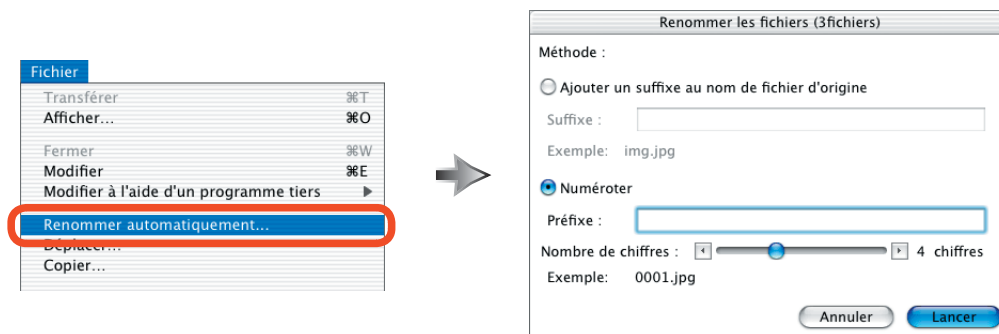 Fichier
Transférer ⌘T
Afficher... ⌘O
Fermer ⌘W
Modifier ⌘E
Modifier à l'aide d'un programme tiers
Renommer automatiquement...
Déplacer...
Copier...
Renommer les fichiers (3fichiers)
Méthode :
Ajouter un suffixe au nom de fichier d'origine
Suffixe :
Exemple: img.jpg
Numéroter
Préfixe :
Nombre de chiffres : 4 chiffres
Exemple: 0001.jpg
Annuler Lancer